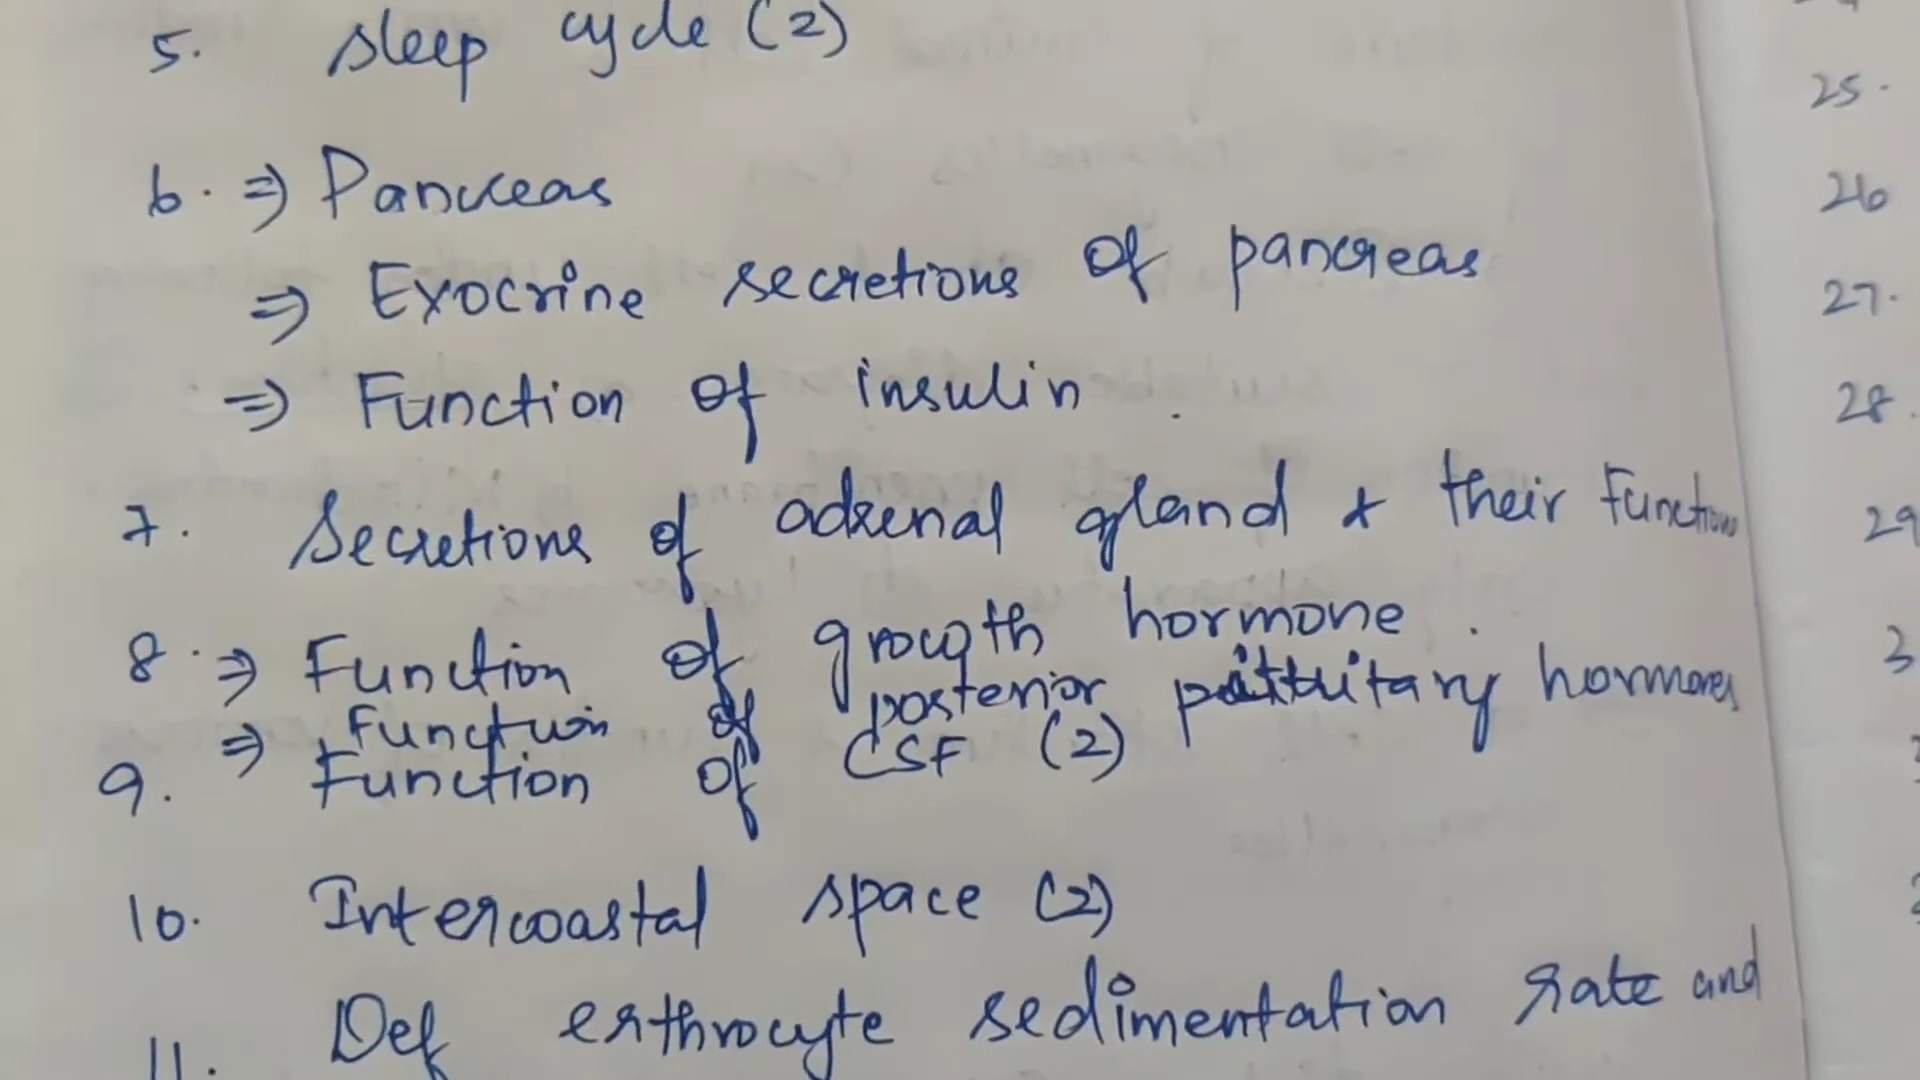 5. sleep cycle (2)
6. ⇒ Pancreas
⇒ Exocrine secretions of pancreas
⇒ Function of insulin.
7. Secretions of adrenal gland & their Functions
8. ⇒ Function of growth hormone.
⇒ Function of posterior pituitary hormones
9. Function of CSF (2)
10. Intercoastal space (2)
11. Def erthrocyte sedimentation rate and
25.
26
27.
28.
29
3